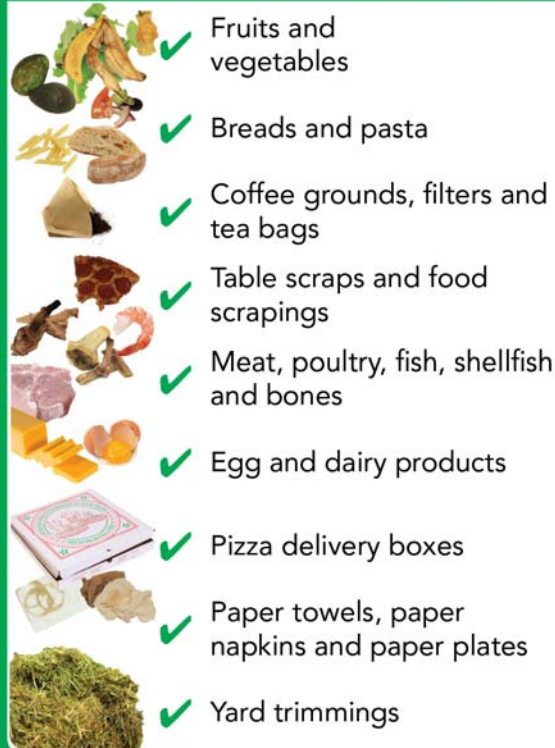 Fruits and
vegetables
Breads and pasta
Coffee grounds, filters and
tea bags
Table scraps and food
scrapings
Meat, poultry, fish, shellfish
and bones
Egg and dairy products
Pizza delivery boxes
Paper towels, paper
napkins and paper plates
Yard trimmings